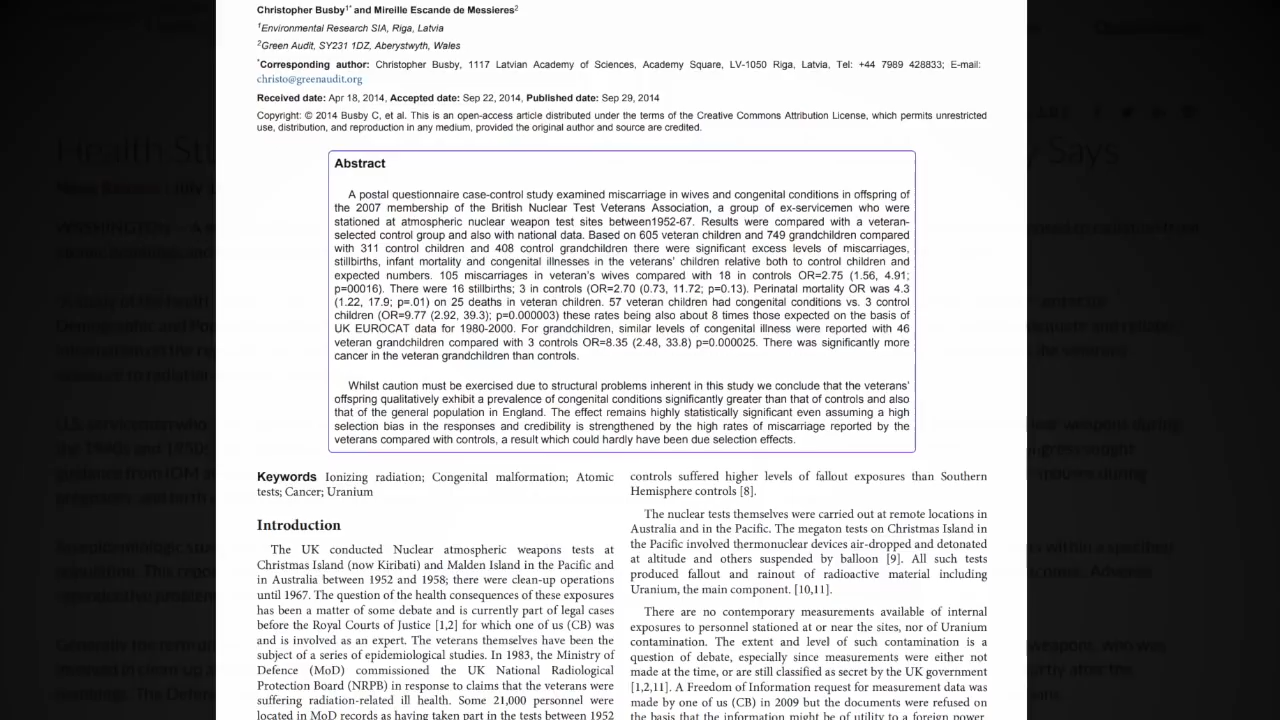 Christopher Busby1* and Mireille Escande de Messieres2
1Environmental Research SIA, Riga, Latvia
2Green Audit, SY231 1DZ, Aberystwyth, Wales
*Corresponding author: Christopher Busby, 1117 Latvian Academy of Sciences, Academy Square, LV-1050 Riga, Latvia, Tel: +44 7989 428833; E-mail:
christo@greenaudit.org
Received date: Apr 18, 2014, Accepted date: Sep 22, 2014, Published date: Sep 29, 2014
Copyright: © 2014 Busby C, et al. This is an open-access article distributed under the terms of the Creative Commons Attribution License, which permits unrestricted
use, distribution, and reproduction in any medium, provided the original author and source are credited.
Abstract
A postal questionnaire case-control study examined miscarriage in wives and congenital conditions in offspring of
the 2007 membership of the British Nuclear Test Veterans Association, a group of ex-servicemen who were
stationed at atmospheric nuclear weapon test sites between1952-67. Results were compared with a veteran-
selected control group and also with national data. Based on 605 veteran children and 749 grandchildren compared
with 311 control children and 408 control grandchildren there were significant excess levels of miscarriages,
stillbirths, infant mortality and congenital illnesses in the veterans' children relative both to control children and
expected numbers. 105 miscarriages in veteran's wives compared with 18 in controls OR=2.75 (1.56, 4.91;
p=00016). There were 16 stillbirths; 3 in controls (OR=2.70 (0.73, 11.72; p=0.13). Perinatal mortality OR was 4.3
(1.22, 17.9; p=.01) on 25 deaths in veteran children. 57 veteran children had congenital conditions vs. 3 control
children (OR=9.77 (2.92, 39.3); p=0.000003) these rates being also about 8 times those expected on the basis of
UK EUROCAT data for 1980-2000. For grandchildren, similar levels of congenital illness were reported with 46
veteran grandchildren compared with 3 controls OR=8.35 (2.48, 33.8) p=0.000025. There was significantly more
cancer in the veteran grandchildren than controls.
Whilst caution must be exercised due to structural problems inherent in this study we conclude that the veterans'
offspring qualitatively exhibit a prevalence of congenital conditions significantly greater than that of controls and also
that of the general population in England. The effect remains highly statistically significant even assuming a high
selection bias in the responses and credibility is strengthened by the high rates of miscarriage reported by the
veterans compared with controls, a result which could hardly have been due selection effects.
Keywords Ionizing radiation; Congenital malformation; Atomic
tests; Cancer; Uranium
Introduction
The UK conducted Nuclear atmospheric weapons tests at
Christmas Island (now Kiribati) and Malden Island in the Pacific and
in Australia between 1952 and 1958; there were clean-up operations
until 1967. The question of the health consequences of these exposures
has been a matter of some debate and is currently part of legal cases
before the Royal Courts of Justice [1,2] for which one of us (CB) was
and is involved as an expert. The veterans themselves have been the
subject of a series of epidemiological studies. In 1983, the Ministry of
Defence (MoD) commissioned the UK National Radiological
Protection Board (NRPB) in response to claims that the veterans were
suffering radiation-related ill health. Some 21,000 personnel were
located in MoD records as having taken part in the tests between 1952
controls suffered higher levels of fallout exposures than Southern
Hemisphere controls [8].
The nuclear tests themselves were carried out at remote locations in
Australia and in the Pacific. The megaton tests on Christmas Island in
the Pacific involved thermonuclear devices air-dropped and detonated
at altitude and others suspended by balloon [9]. All such tests
produced fallout and rainout of radioactive material including
Uranium, the main component. [10,11].
There are no contemporary measurements available of internal
exposures to personnel stationed at or near the sites, nor of Uranium
contamination. The extent and level of such contamination is a
question of debate, especially since measurements were either not
made at the time, or are still classified as secret by the UK government
[1,2,11]. A Freedom of Information request for measurement data was
made by one of us (CB) in 2009 but the documents were refused on
the basis that the information might be of utility to a foreign power